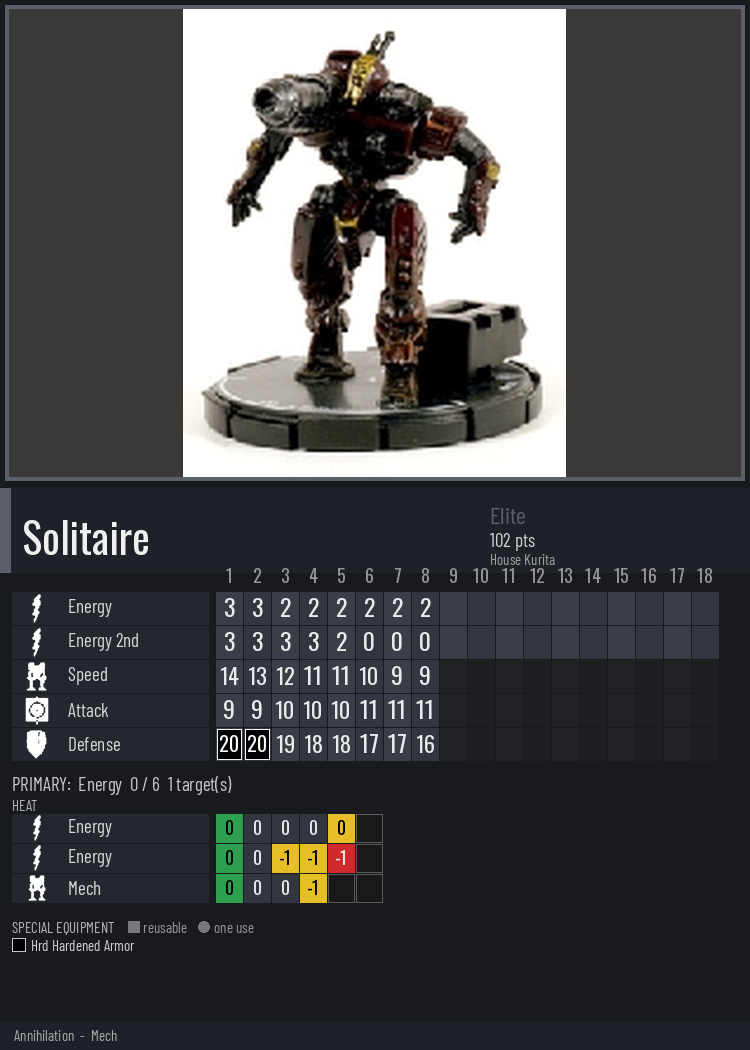 Solitaire
Elite
102 pts
House Kurita
1 2 3 4 5 6 7 8 9 10 11 12 13 14 15 16 17 18
Energy 3 3 2 2 2 2 2 2
Energy 2nd 3 3 3 3 2 0 0 0
Speed 14 13 12 11 11 10 9 9
Attack 9 9 10 10 10 11 11 11
Defense 20 20 19 18 18 17 17 16
PRIMARY: Energy 0 / 6 1 target(s)
HEAT
Energy 0 0 0 0 0
Energy 0 0 -1 -1 -1
Mech 0 0 0 -1
SPECIAL EQUIPMENT reusable one use
Hrd Hardened Armor
Annihilation - Mech